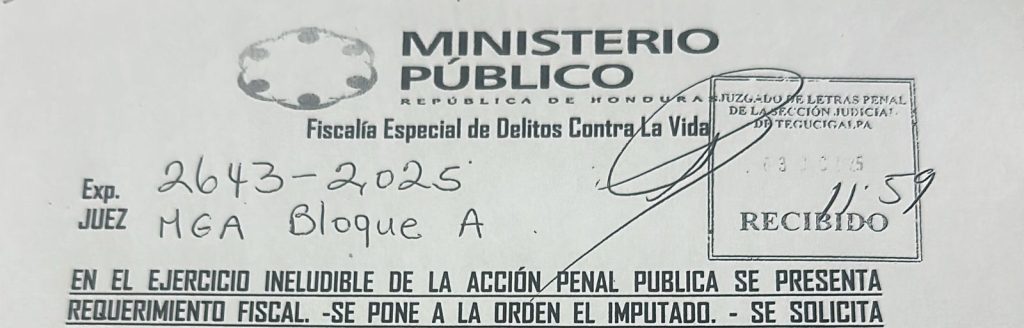 MINISTERIO
PÚBLICO
REPÚBLICA DE HONDURAS
Fiscalía Especial de Delitos Contra La Vida
JUZGADO DE LETRAS PENAL
DE LA SECCIÓN JUDICIAL
DE TEGUCIGALPA
11:59
RECIBIDO
Exp. 2643-2,025
JUEZ MGA Bloque A
EN EL EJERCICIO INELUDIBLE DE LA ACCIÓN PENAL PUBLICA SE PRESENTA
REQUERIMIENTO FISCAL. -SE PONE A LA ORDEN EL IMPUTADO. - SE SOLICITA